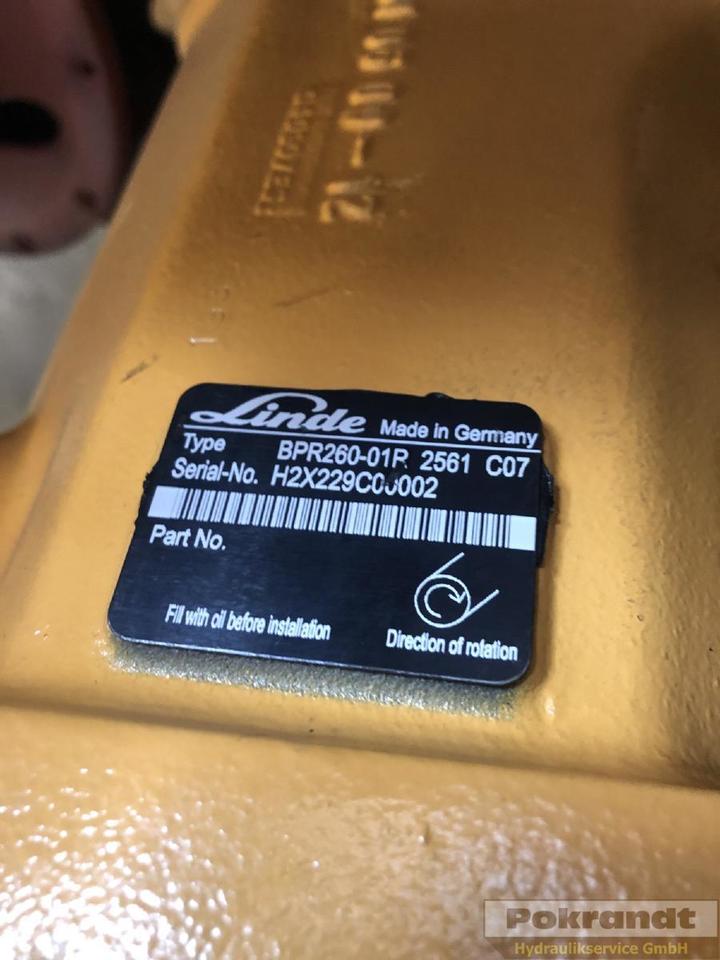 Linde Made in Germany
Type BPR260-01R 2561 C07
Serial-No. H2X229C00002
Part No.
Fill with oil before installation
Direction of rotation
Pokrandt
Hydraulikservice GmbH